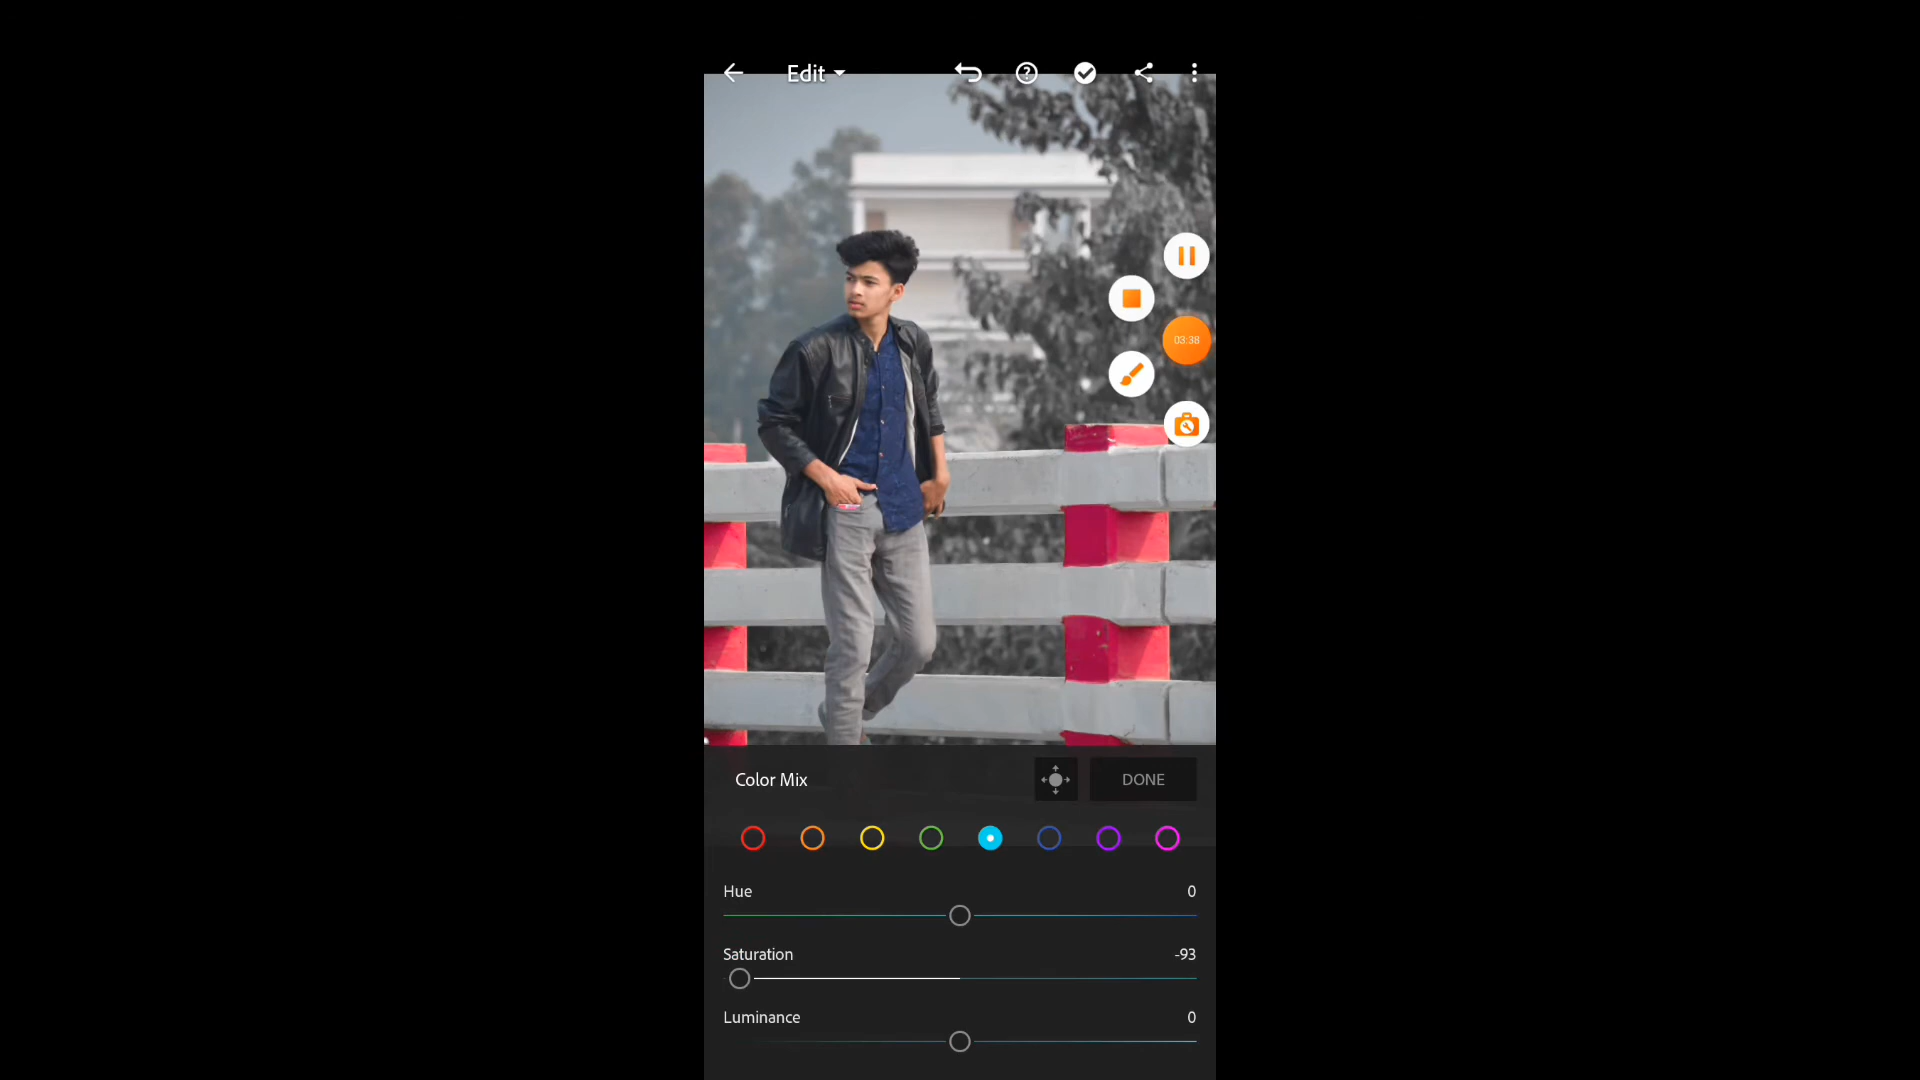 Edit
03:38
Color Mix
DONE
Hue 0
Saturation -93
Luminance 0